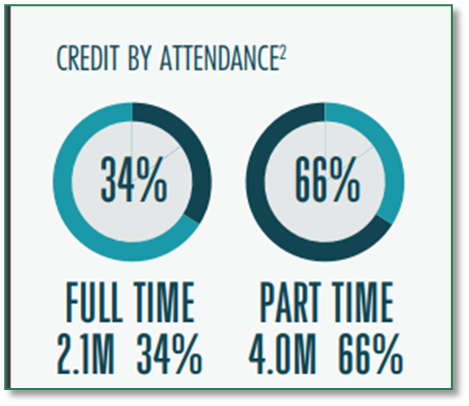 CREDIT BY ATTENDANCE²
34%
66%
FULL TIME
2.1M 34%
PART TIME
4.0M 66%